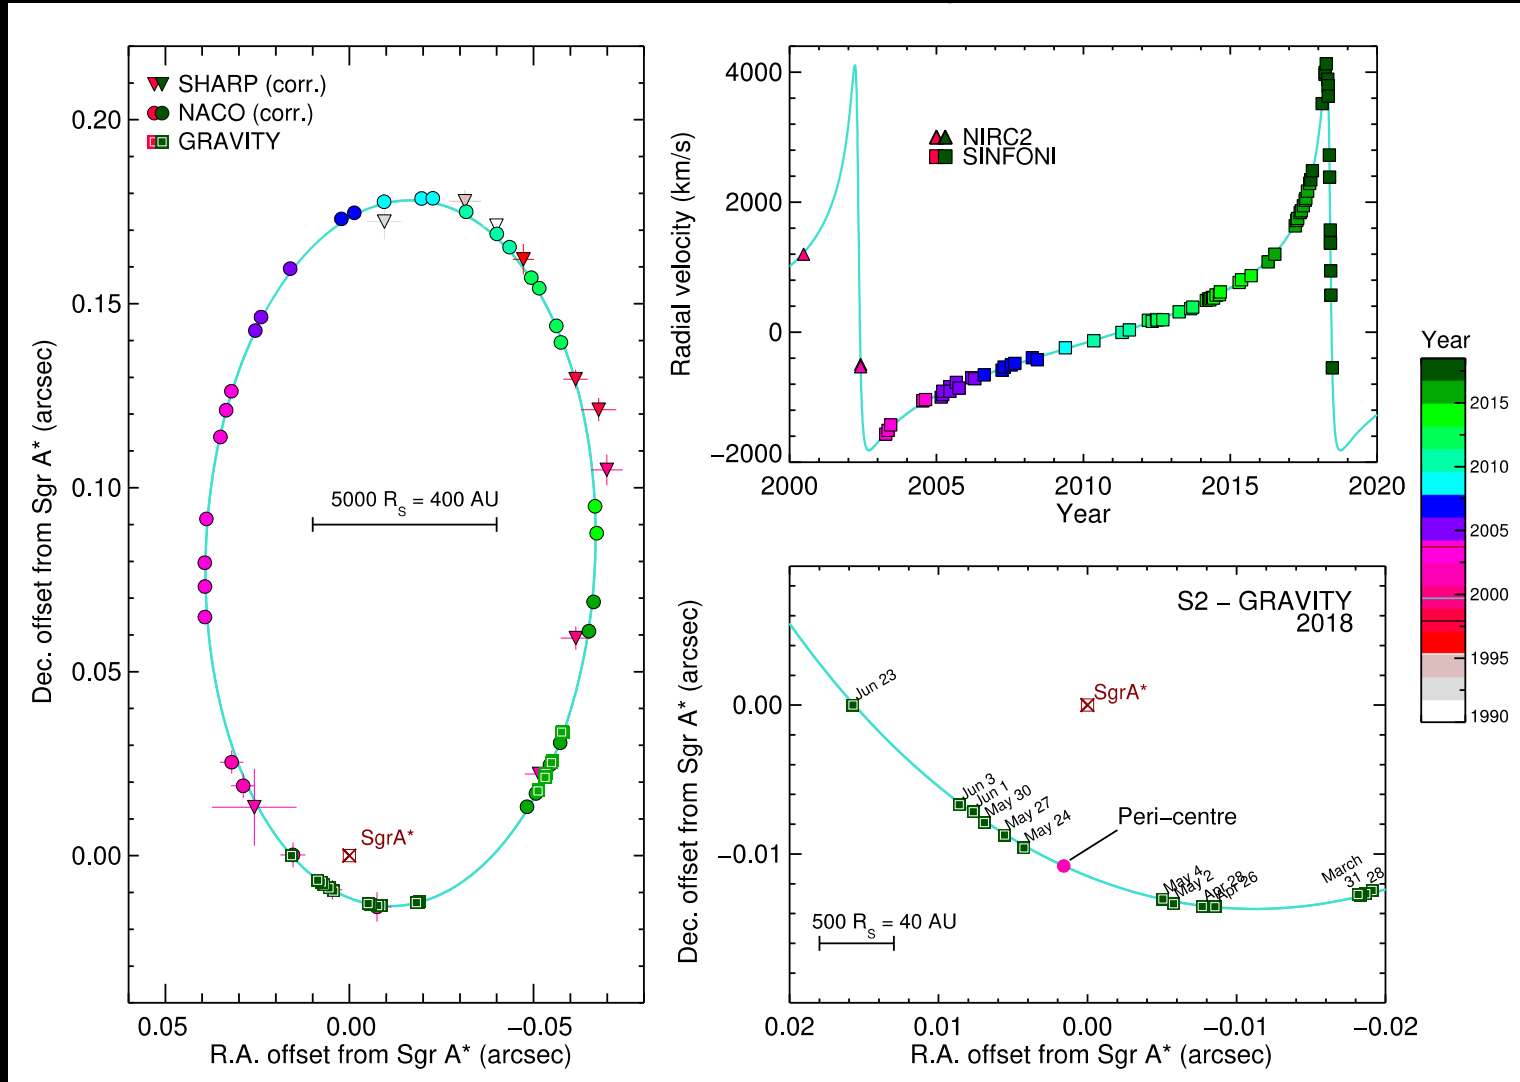 SHARP (corr.)
NACO (corr.)
GRAVITY
0.20
0.15
0.10
0.05
0.00
Dec. offset from Sgr A* (arcsec)
5000 R_S = 400 AU
SgrA*
0.05
0.00
−0.05
R.A. offset from Sgr A* (arcsec)
4000
2000
0
−2000
Radial velocity (km/s)
NIRC2
SINFONI
2000
2005
2010
2015
2020
Year
S2 − GRAVITY
2018
0.00
−0.01
Dec. offset from Sgr A* (arcsec)
Jun 23
SgrA*
Jun 3
Jun 1
May 30
May 27
May 24
Peri-centre
May 4
May 2
Apr 28
Apr 26
March
31
28
500 R_S = 40 AU
0.02
0.01
0.00
−0.01
−0.02
R.A. offset from Sgr A* (arcsec)
Year
2015
2010
2005
2000
1995
1990